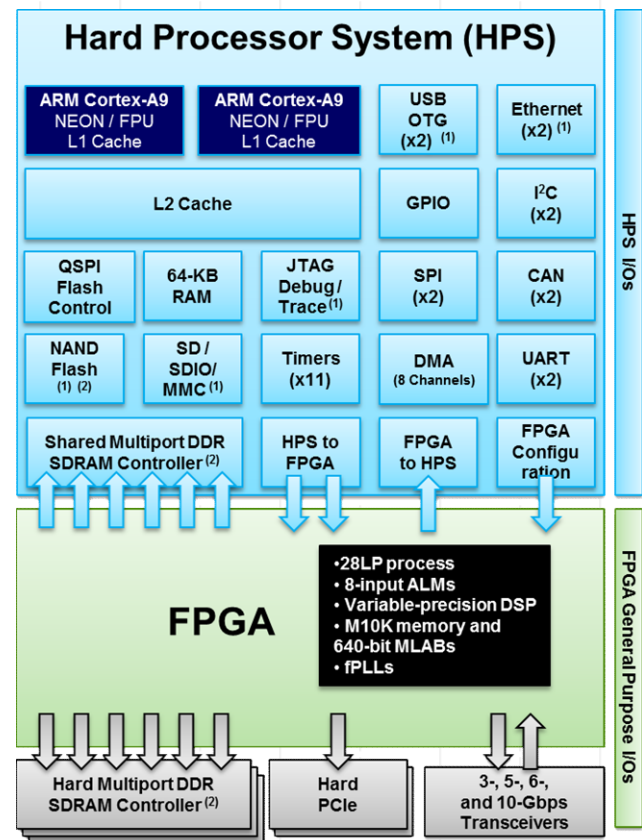 Hard Processor System (HPS)
ARM Cortex-A9
NEON / FPU
L1 Cache
ARM Cortex-A9
NEON / FPU
L1 Cache
USB
OTG
(x2) (1)
Ethernet
(x2) (1)
L2 Cache
GPIO
I²C
(x2)
QSPI
Flash
Control
64-KB
RAM
JTAG
Debug/
Trace(1)
SPI
(x2)
CAN
(x2)
NAND
Flash
(1) (2)
SD /
SDIO/
MMC(1)
Timers
(x11)
DMA
(8 Channels)
UART
(x2)
Shared Multiport DDR
SDRAM Controller(2)
HPS to
FPGA
FPGA
to HPS
FPGA
Configu
ration
HPS I/Os
FPGA
•28LP process
•8-input ALMs
•Variable-precision DSP
•M10K memory and
640-bit MLABs
•fPLLs
FPGA General Purpose I/Os
Hard Multiport DDR
SDRAM Controller(2)
Hard
PCIe
3-, 5-, 6-,
and 10-Gbps
Transceivers